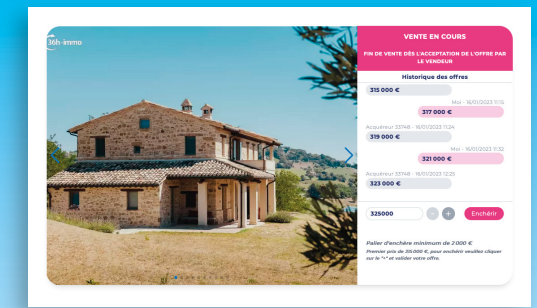 36h-immo
VENTE EN COURS
FIN DE VENTE DÈS L'ACCEPTATION DE L'OFFRE PAR
LE VENDEUR
Historique des offres
315 000 €
Moi - 16/01/2023 11:15
317 000 €
Acquéreur 33748 - 16/01/2023 11:24
319 000 €
Moi - 16/01/2023 11:32
321 000 €
Acquéreur 33748 - 16/01/2023 12:25
323 000 €
325000
-
+
Enchérir
Palier d'enchère minimum de 2 000 €
Premier prix de 315 000 €, pour enchérir veuillez cliquer
sur le "+" et valider votre offre.